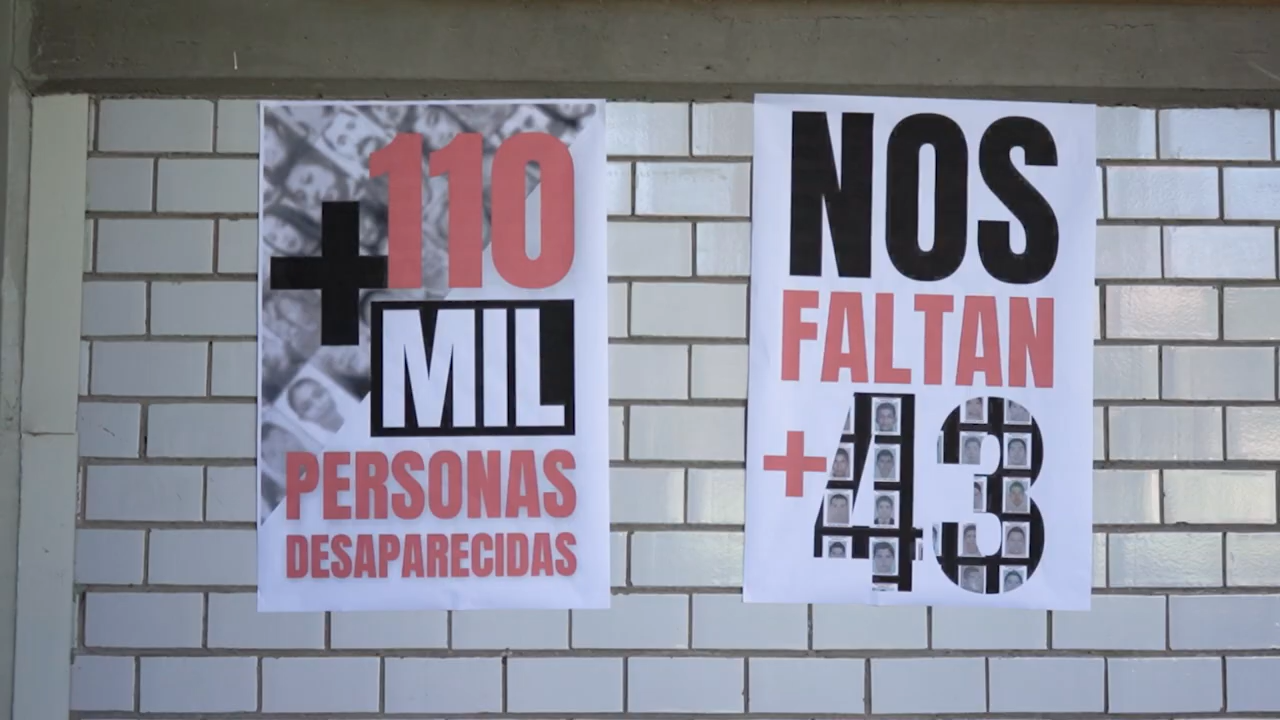 +110
MIL
PERSONAS
DESAPARECIDAS
NOS
FALTAN
+43